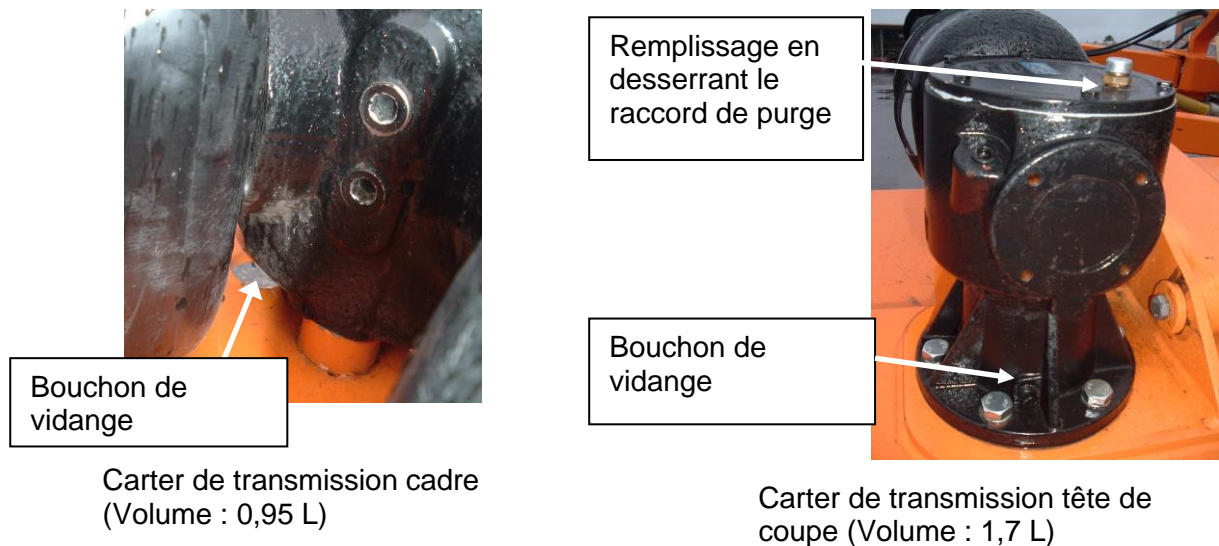 Remplissage en
desserrant le
raccord de purge
Bouchon de
vidange
Bouchon de
vidange
Carter de transmission cadre
(Volume : 0,95 L)
Carter de transmission tête de
coupe (Volume : 1,7 L)